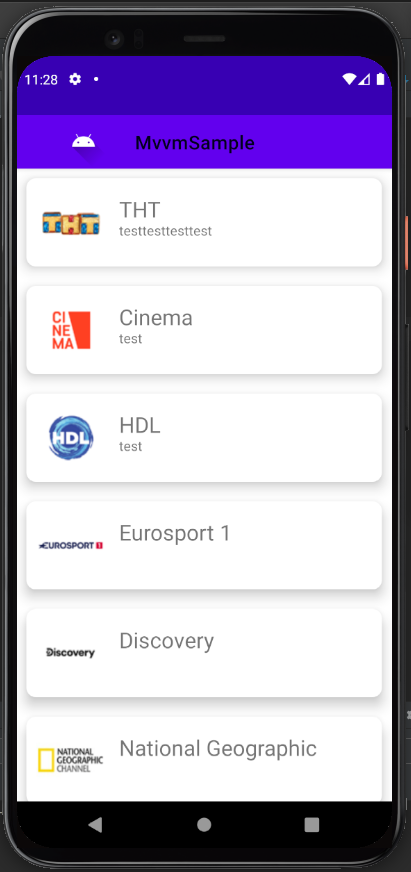 11:28
MvvmSample
THT
THT
testtesttesttest
CI
NE
MA
Cinema
test
HDL
HDL
test
EUROSPORT 1
Eurosport 1
Discovery
Discovery
NATIONAL
GEOGRAPHIC
CHANNEL
National Geographic